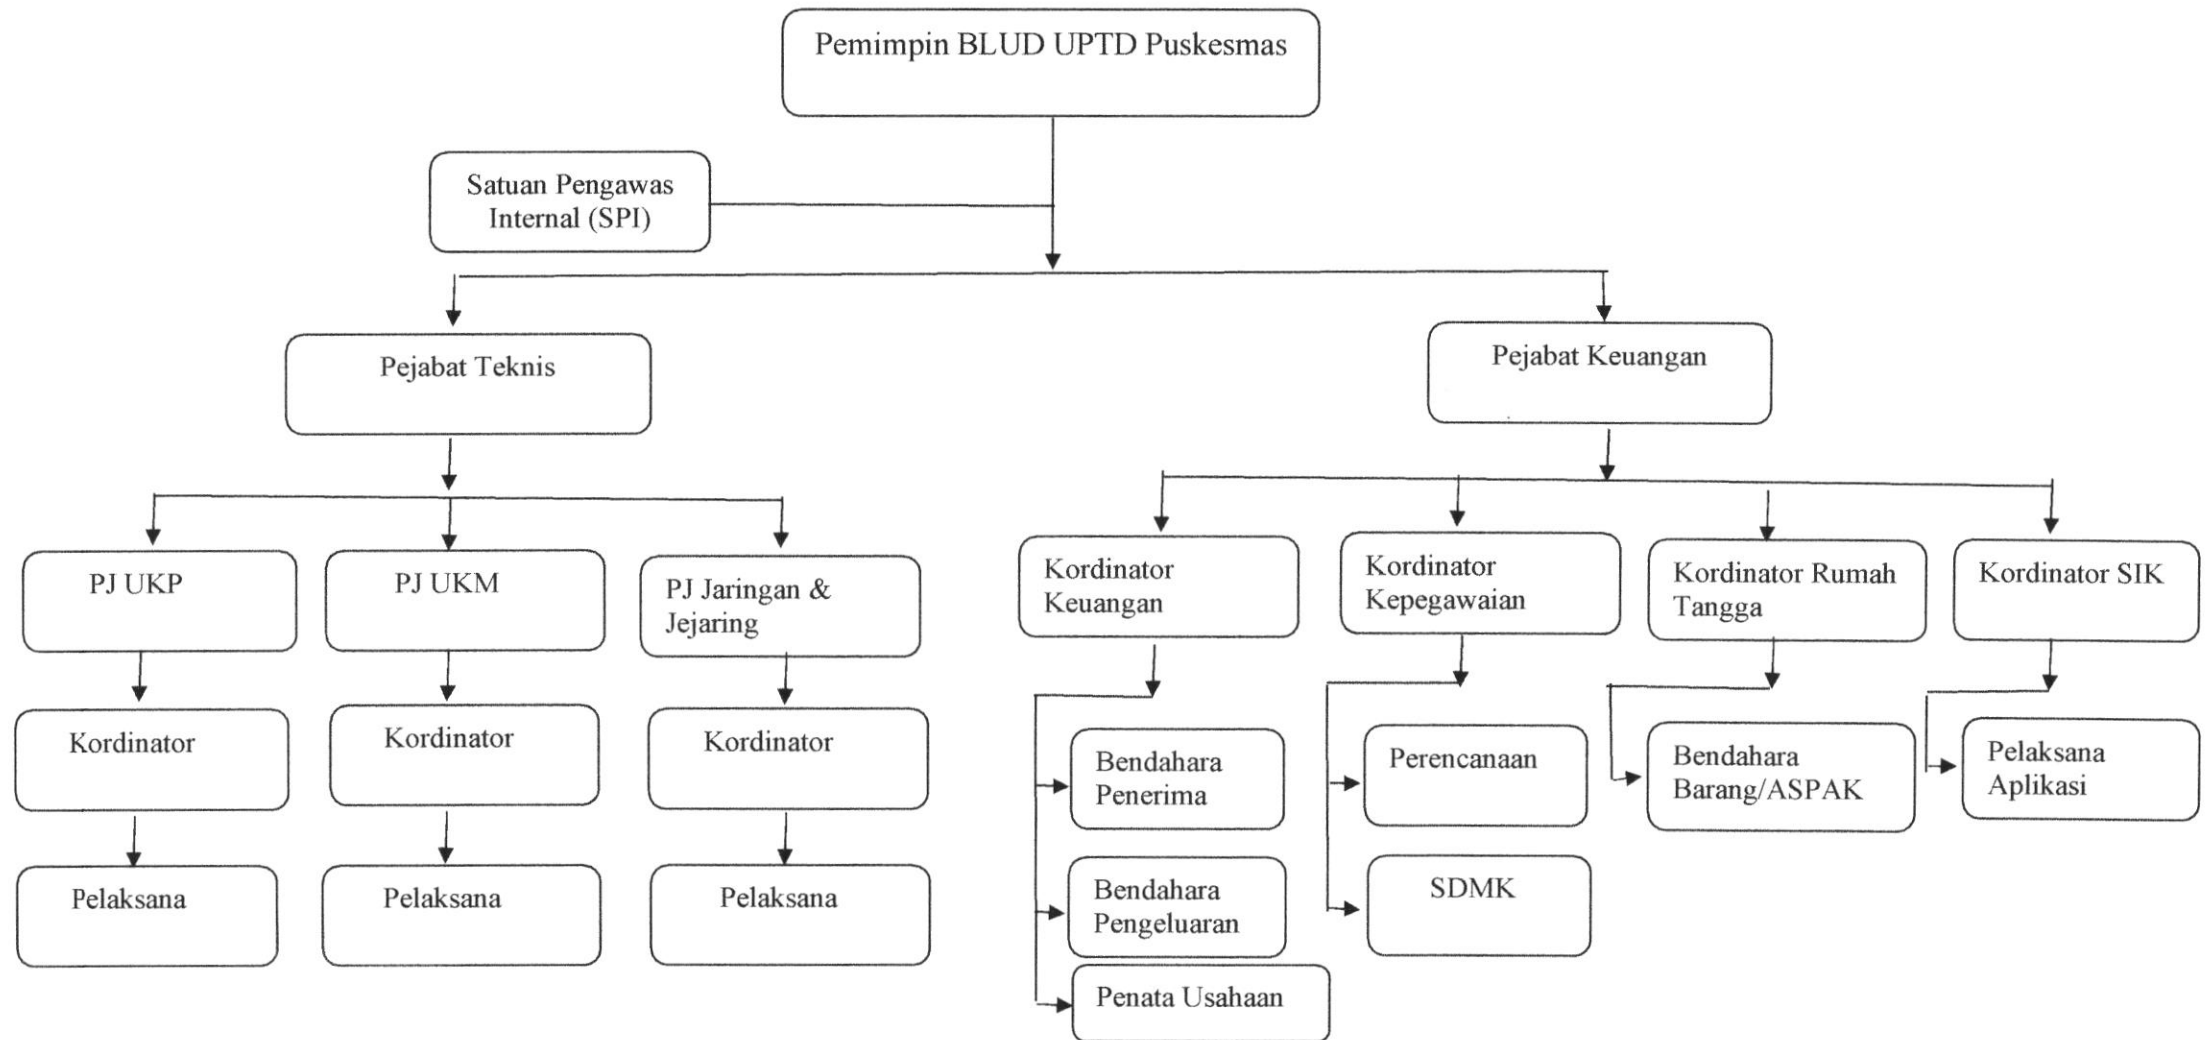 Pemimpin BLUD UPTD Puskesmas
Satuan Pengawas
Internal (SPI)
Pejabat Teknis
Pejabat Keuangan
PJ UKP
PJ UKM
PJ Jaringan &
Jejaring
Kordinator
Keuangan
Kordinator
Kepegawaian
Kordinator Rumah
Tangga
Kordinator SIK
Kordinator
Kordinator
Kordinator
Bendahara
Penerima
Perencanaan
Bendahara
Barang/ASPAK
Pelaksana
Aplikasi
Pelaksana
Pelaksana
Pelaksana
Bendahara
Pengeluaran
SDMK
Penata Usahaan